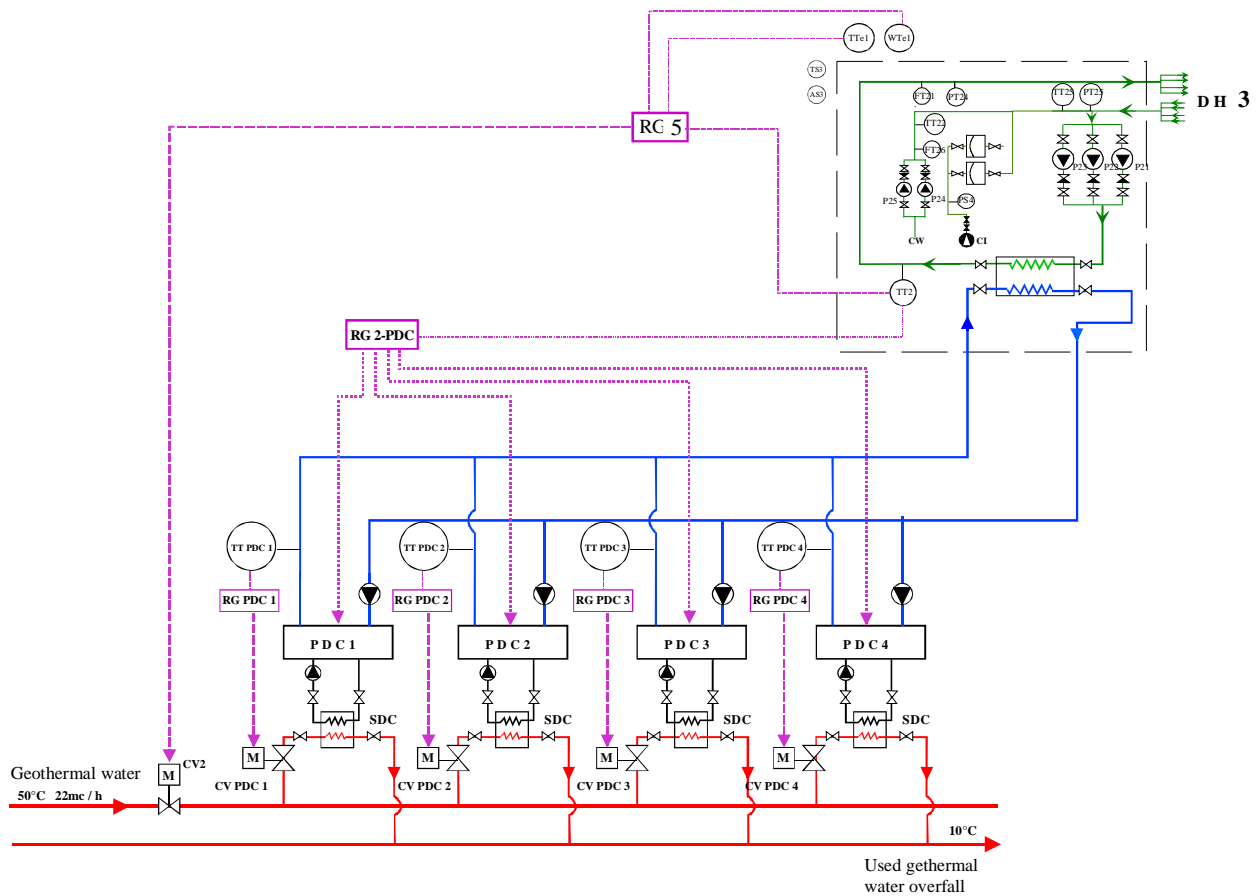 TTe1
WTe1
TS3
AS3
FT21
PT24
TT25
PT25
D H 3
RG 5
TT22
FT26
P23
P22
P21
P25
P24
PS4
CW
CI
TT2
RG 2-PDC
TT PDC 1
TT PDC 2
TT PDC 3
TT PDC 4
RG PDC 1
RG PDC 2
RG PDC 3
RG PDC 4
P D C 1
P D C 2
P D C 3
P D C 4
SDC
SDC
SDC
SDC
M
M
M
M
CV2
M
Geothermal water
CV PDC 1
CV PDC 2
CV PDC 3
CV PDC 4
50°C 22mc / h
10°C
Used gethermal
water overfall